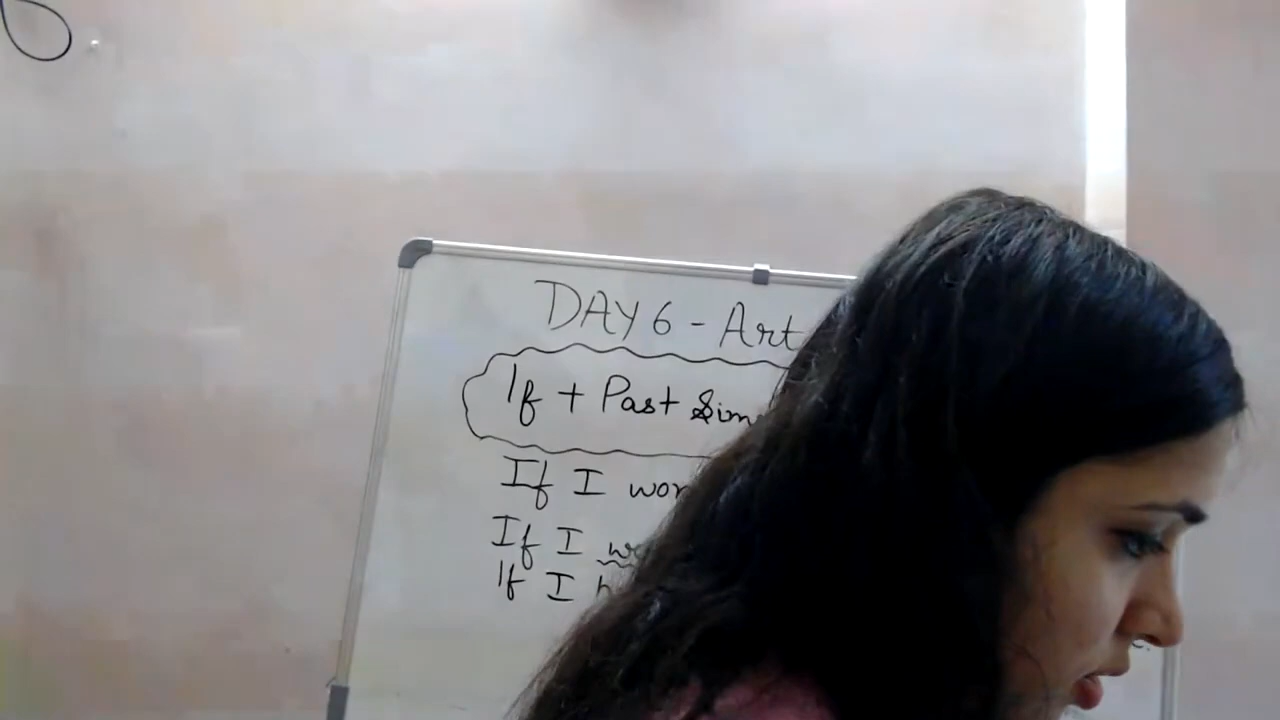 DAY 6 - Art
If + Past Sim
If I wor
If I w
If I h